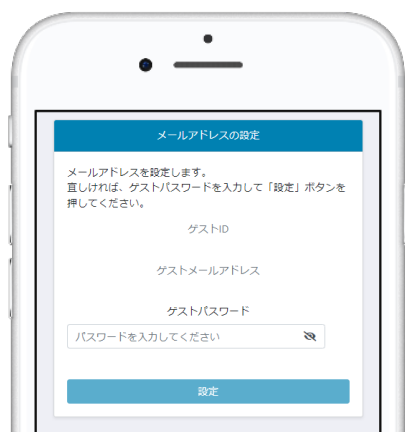 メールアドレスの設定
メールアドレスを設定します。
宜しければ、ゲストパスワードを入力して「設定」ボタンを
押してください。
ゲストID
ゲストメールアドレス
ゲストパスワード
パスワードを入力してください
設定